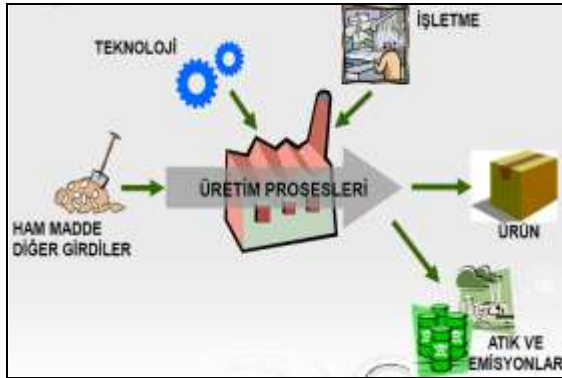 TEKNOLOJİ
İŞLETME
ÜRETİM PROSESLERİ
HAM MADDE
DİĞER GİRDİLER
ÜRÜN
ATIK VE
EMİSYONLAR